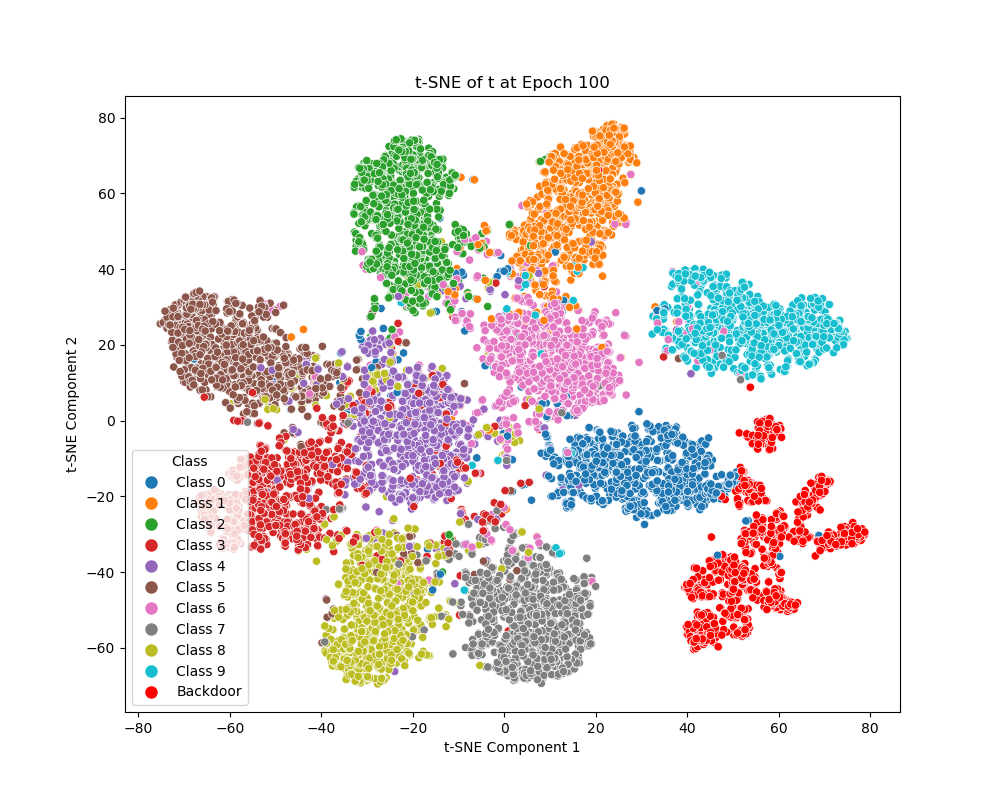 t-SNE of t at Epoch 100
80
60
40
20
0
−20
−40
−60
t-SNE Component 2
Class
Class 0
Class 1
Class 2
Class 3
Class 4
Class 5
Class 6
Class 7
Class 8
Class 9
Backdoor
−80 −60 −40 −20 0 20 40 60 80
t-SNE Component 1